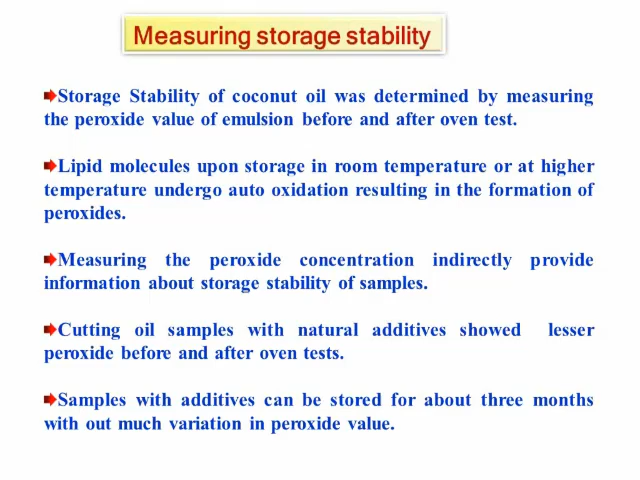 Measuring storage stability
Storage Stability of coconut oil was determined by measuring
the peroxide value of emulsion before and after oven test.
Lipid molecules upon storage in room temperature or at higher
temperature undergo auto oxidation resulting in the formation of
peroxides.
Measuring the peroxide concentration indirectly provide
information about storage stability of samples.
Cutting oil samples with natural additives showed lesser
peroxide before and after oven tests.
Samples with additives can be stored for about three months
with out much variation in peroxide value.